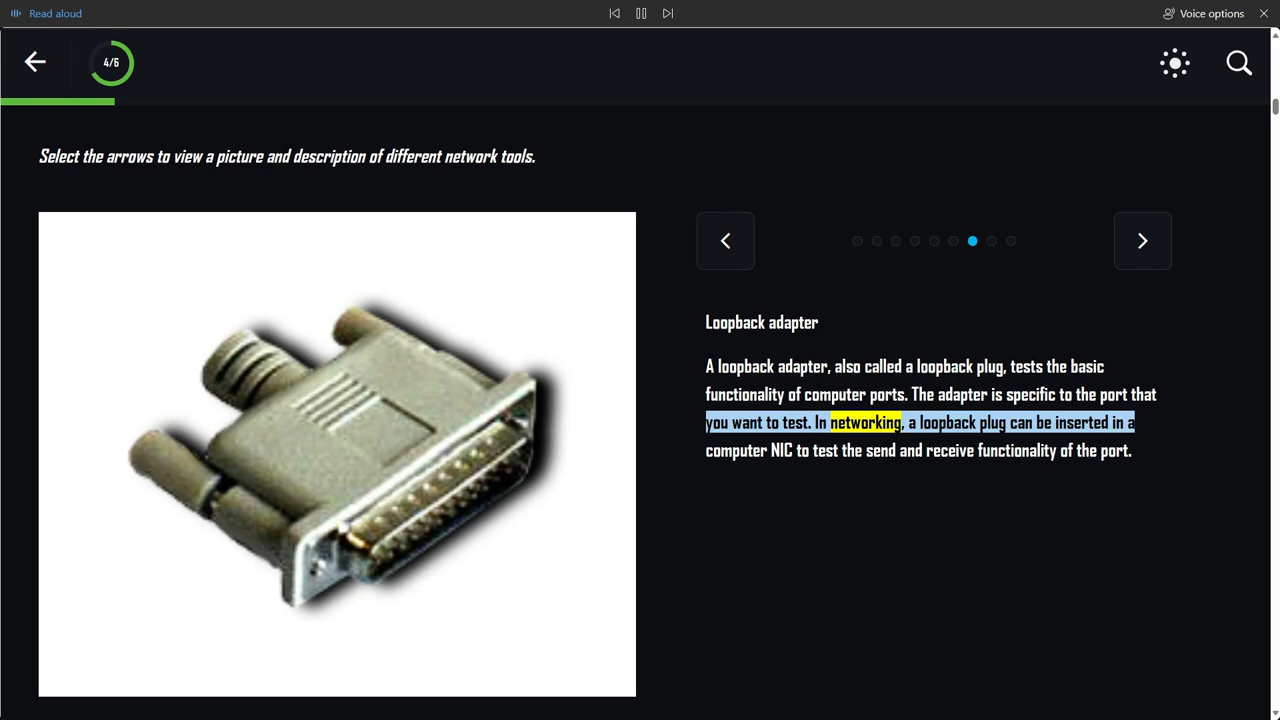 Read aloud
Voice options
4/6
Select the arrows to view a picture and description of different network tools.
Loopback adapter
A loopback adapter, also called a loopback plug, tests the basic
functionality of computer ports. The adapter is specific to the port that
you want to test. In networking, a loopback plug can be inserted in a
computer NIC to test the send and receive functionality of the port.